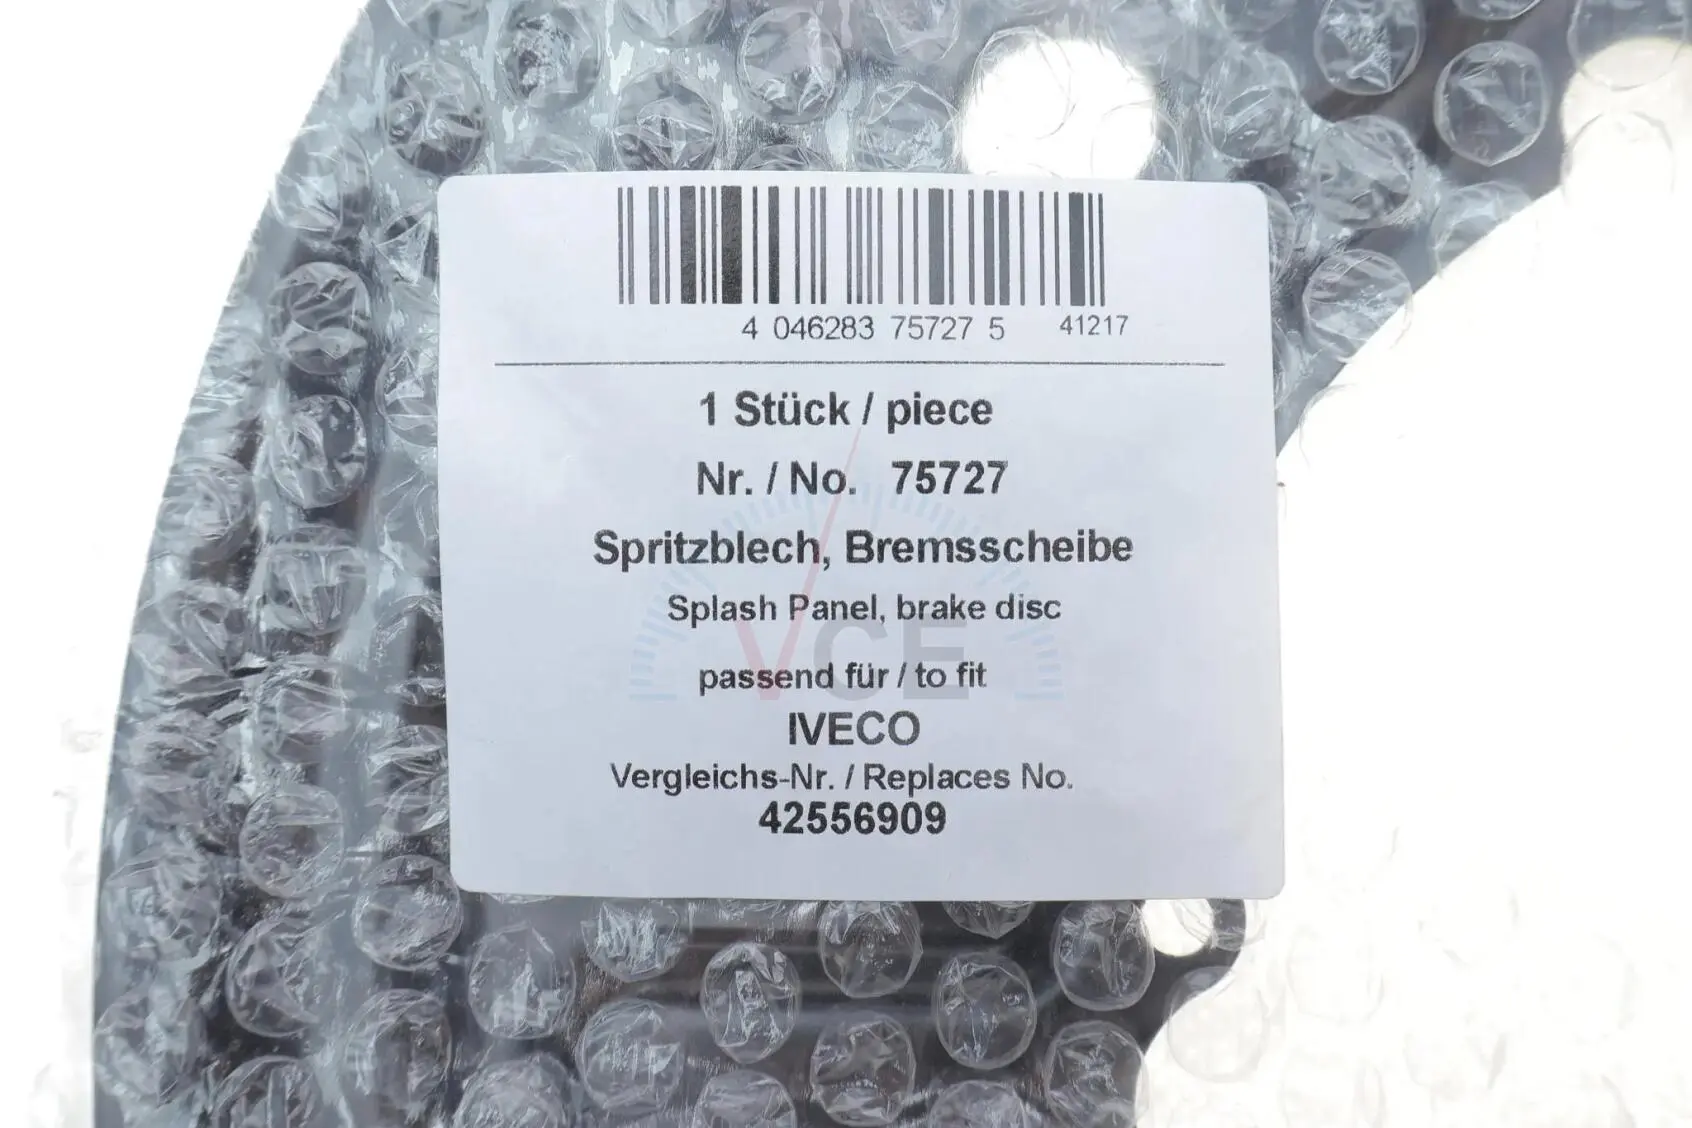 4 046283 75727 5 41217
1 Stück / piece
Nr. / No. 75727
Spritzblech, Bremsscheibe
Splash Panel, brake disc
VCE
passend für / to fit
IVECO
Vergleichs-Nr. / Replaces No.
42556909